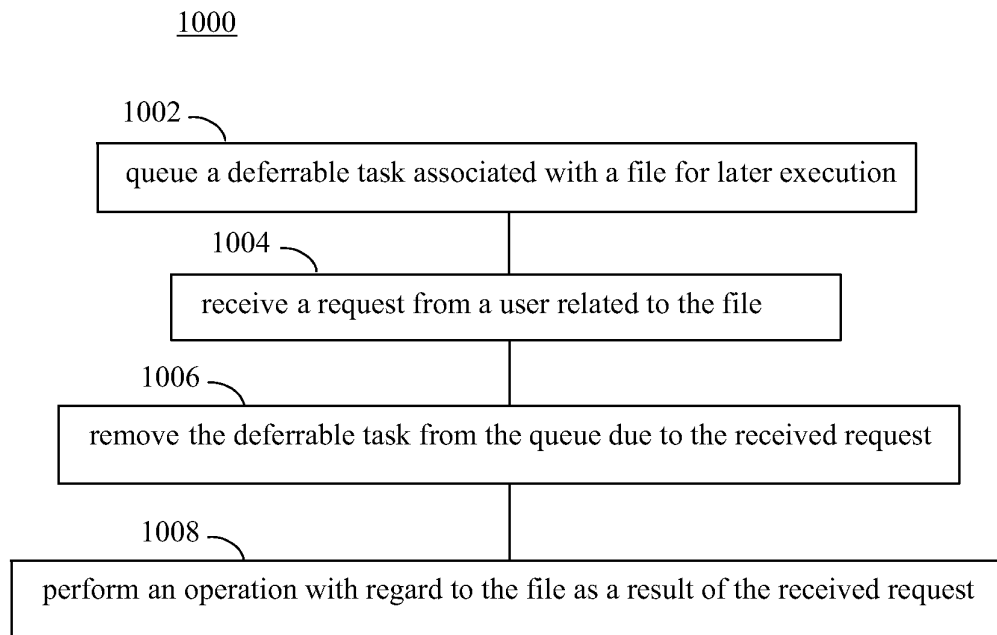 1000
1002
queue a deferrable task associated with a file for later execution
1004
receive a request from a user related to the file
1006
remove the deferrable task from the queue due to the received request
1008
perform an operation with regard to the file as a result of the received request